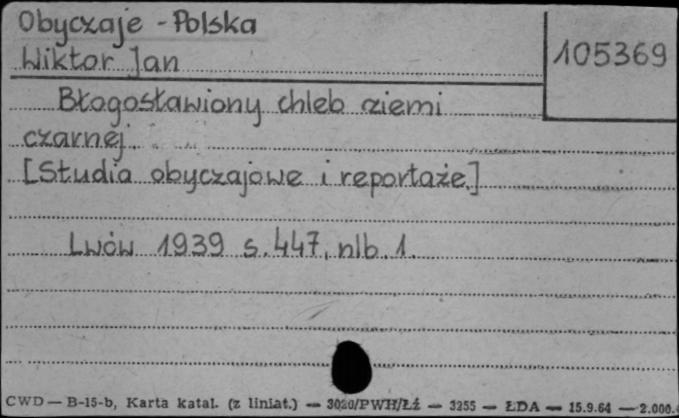 Obyczaje - Polska
Wiktor Jan
105369
Błogosławiony chleb ziemi
czarnej.
[Studia obyczajowe i reportaże.]
Lwów 1939 s. 447, nlb. 1.
CWD — B-15-b, Karta katal. (z liniat.) — 3020/PWH/Łź — 3255 — ŁDA — 15.9.64 — 2.000.